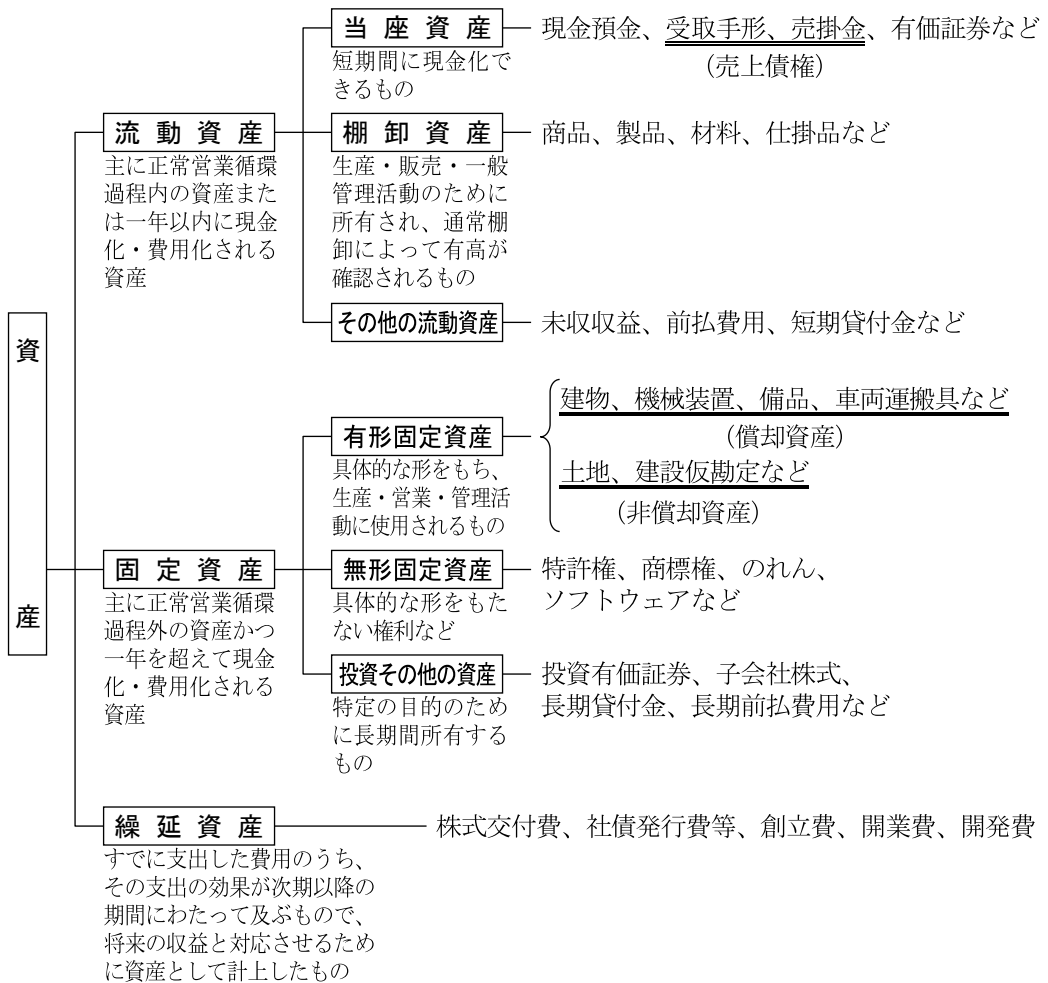 資産
流動資産
主に正常営業循環
過程内の資産また
は一年以内に現金
化・費用化される
資産
当座資産
短期間に現金化で
きるもの
現金預金、受取手形、売掛金、有価証券など
（売上債権）
棚卸資産
生産・販売・一般
管理活動のために
所有され、通常棚
卸によって有高が
確認されるもの
商品、製品、材料、仕掛品など
その他の流動資産
未収収益、前払費用、短期貸付金など
固定資産
主に正常営業循環
過程外の資産かつ
一年を超えて現金
化・費用化される
資産
有形固定資産
具体的な形をもち、
生産・営業・管理活
動に使用されるもの
建物、機械装置、備品、車両運搬具など
（償却資産）
土地、建設仮勘定など
（非償却資産）
無形固定資産
具体的な形をもた
ない権利など
特許権、商標権、のれん、
ソフトウェアなど
投資その他の資産
特定の目的のため
に長期間所有する
もの
投資有価証券、子会社株式、
長期貸付金、長期前払費用など
繰延資産
すでに支出した費用のうち、
その支出の効果が次期以降の
期間にわたって及ぶもので、
将来の収益と対応させるため
に資産として計上したもの
株式交付費、社債発行費等、創立費、開業費、開発費